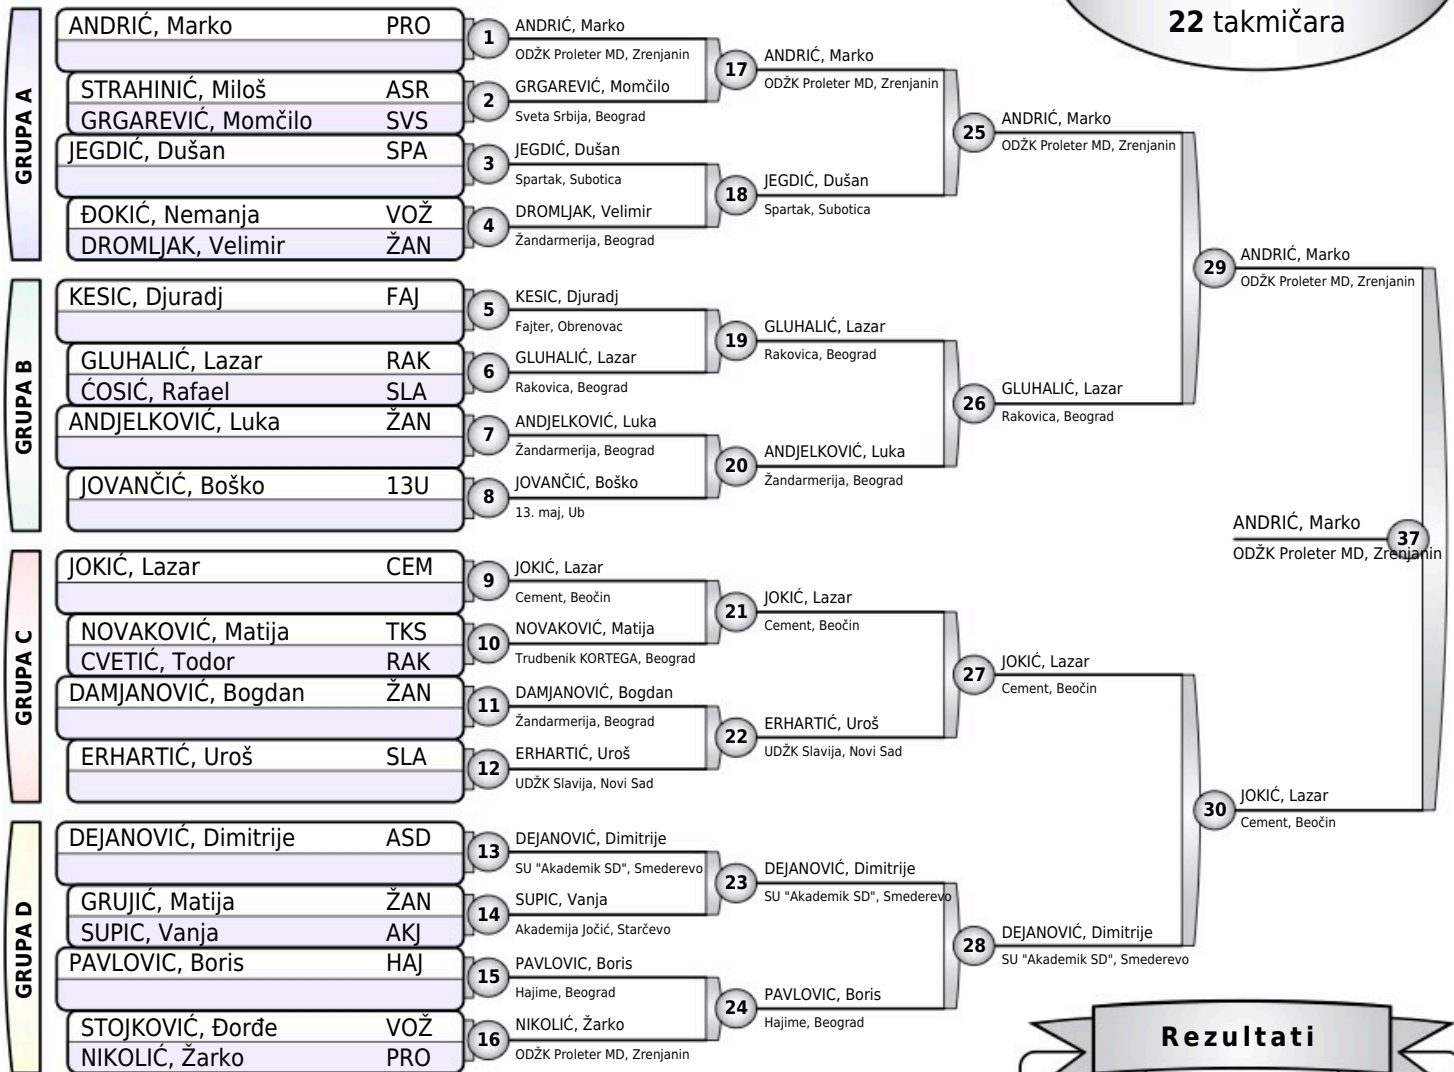 22 takmičara
GRUPA A
ANDRIĆ, Marko PRO
STRAHINIĆ, Miloš ASR
GRGAREVIĆ, Momčilo SVS
JEGDIĆ, Dušan SPA
ĐOKIĆ, Nemanja VOŽ
DROMLJAK, Velimir ŽAN
GRUPA B
KESIC, Djuradj FAJ
GLUHALIĆ, Lazar RAK
ĆOSIĆ, Rafael SLA
ANDJELKOVIĆ, Luka ŽAN
JOVANČIĆ, Boško 13U
GRUPA C
JOKIĆ, Lazar CEM
NOVAKOVIĆ, Matija TKS
CVETIĆ, Todor RAK
DAMJANOVIĆ, Bogdan ŽAN
ERHARTIĆ, Uroš SLA
GRUPA D
DEJANOVIĆ, Dimitrije ASD
GRUJIĆ, Matija ŽAN
SUPIC, Vanja AKJ
PAVLOVIC, Boris HAJ
STOJKOVIĆ, Đorđe VOŽ
NIKOLIĆ, Žarko PRO
1 ANDRIĆ, Marko
ODŽK Proleter MD, Zrenjanin
2 GRGAREVIĆ, Momčilo
Sveta Srbija, Beograd
3 JEGDIĆ, Dušan
Spartak, Subotica
4 DROMLJAK, Velimir
Žandarmerija, Beograd
5 KESIC, Djuradj
Fajter, Obrenovac
6 GLUHALIĆ, Lazar
Rakovica, Beograd
7 ANDJELKOVIĆ, Luka
Žandarmerija, Beograd
8 JOVANČIĆ, Boško
13. maj, Ub
9 JOKIĆ, Lazar
Cement, Beočin
10 NOVAKOVIĆ, Matija
Trudbenik KORTEGA, Beograd
11 DAMJANOVIĆ, Bogdan
Žandarmerija, Beograd
12 ERHARTIĆ, Uroš
UDŽK Slavija, Novi Sad
13 DEJANOVIĆ, Dimitrije
SU "Akademik SD", Smederevo
14 SUPIC, Vanja
Akademija Jočić, Starčevo
15 PAVLOVIC, Boris
Hajime, Beograd
16 NIKOLIĆ, Žarko
ODŽK Proleter MD, Zrenjanin
17 ANDRIĆ, Marko
ODŽK Proleter MD, Zrenjanin
18 JEGDIĆ, Dušan
Spartak, Subotica
19 GLUHALIĆ, Lazar
Rakovica, Beograd
20 ANDJELKOVIĆ, Luka
Žandarmerija, Beograd
21 JOKIĆ, Lazar
Cement, Beočin
22 ERHARTIĆ, Uroš
UDŽK Slavija, Novi Sad
23 DEJANOVIĆ, Dimitrije
SU "Akademik SD", Smederevo
24 PAVLOVIC, Boris
Hajime, Beograd
25 ANDRIĆ, Marko
ODŽK Proleter MD, Zrenjanin
26 GLUHALIĆ, Lazar
Rakovica, Beograd
27 JOKIĆ, Lazar
Cement, Beočin
28 DEJANOVIĆ, Dimitrije
SU "Akademik SD", Smederevo
29 ANDRIĆ, Marko
ODŽK Proleter MD, Zrenjanin
30 JOKIĆ, Lazar
Cement, Beočin
ANDRIĆ, Marko 37
ODŽK Proleter MD, Zrenjanin
Rezultati